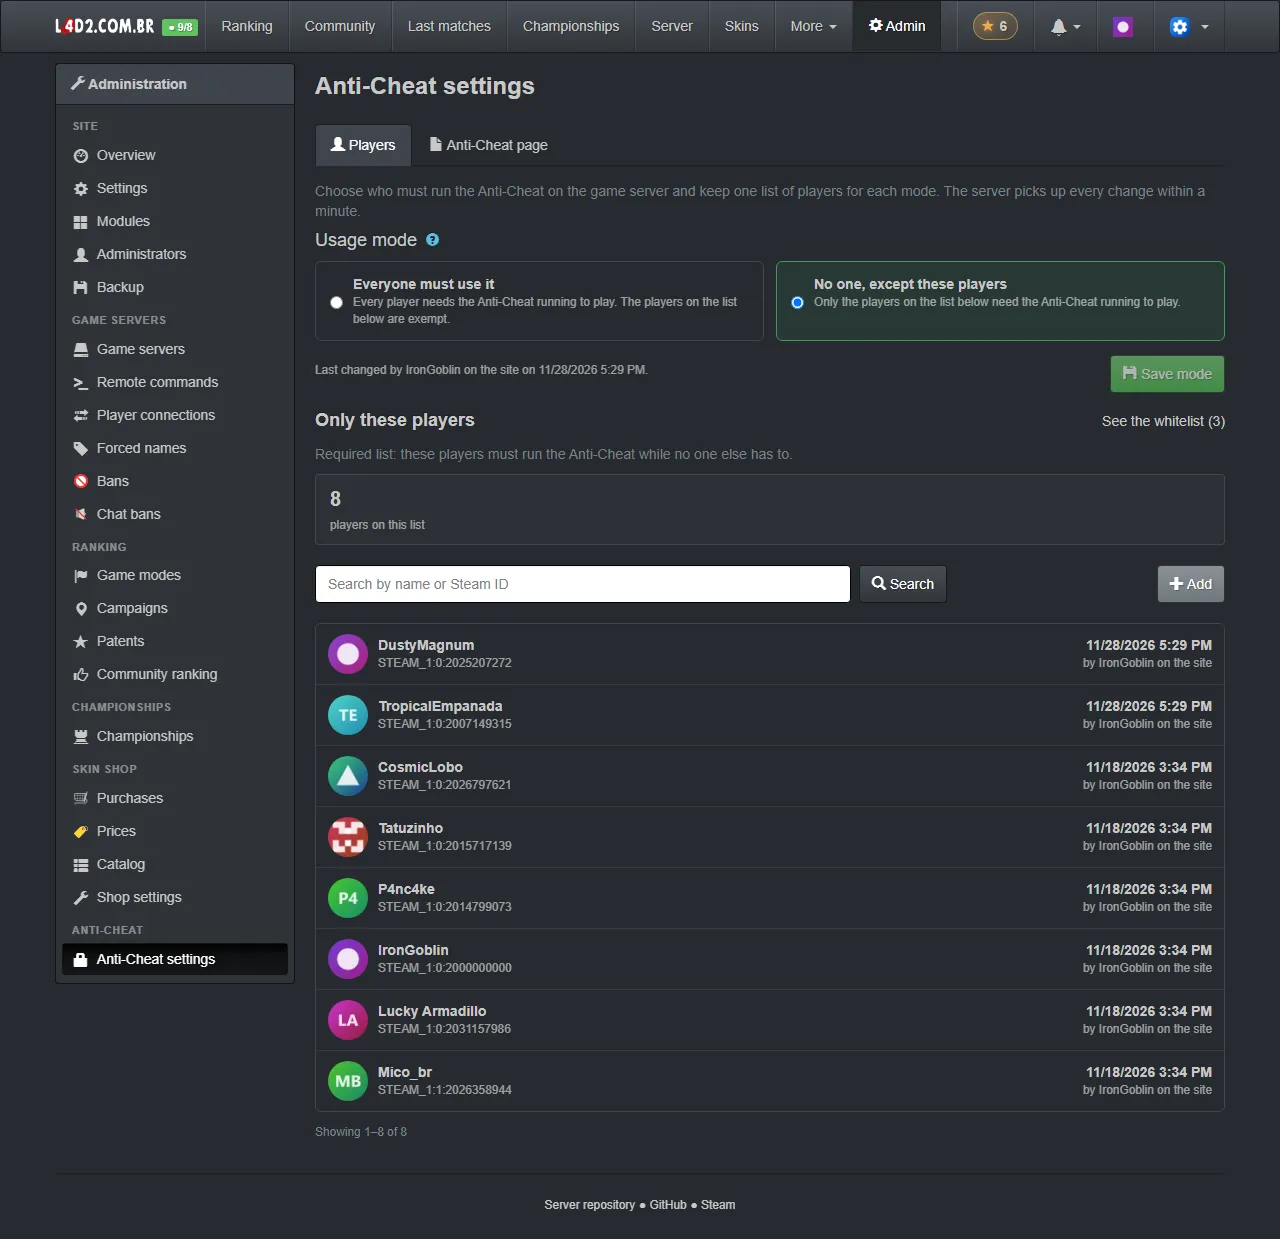 L4D2.COM.BR
● 9/8
Ranking
Community
Last matches
Championships
Server
Skins
More
Admin
6
Administration
SITE
Overview
Settings
Modules
Administrators
Backup
GAME SERVERS
Game servers
Remote commands
Player connections
Forced names
Bans
Chat bans
RANKING
Game modes
Campaigns
Patents
Community ranking
CHAMPIONSHIPS
Championships
SKIN SHOP
Purchases
Prices
Catalog
Shop settings
ANTI-CHEAT
Anti-Cheat settings
Anti-Cheat settings
Players
Anti-Cheat page
Choose who must run the Anti-Cheat on the game server and keep one list of players for each mode. The server picks up every change within a
minute.
Usage mode ?
Everyone must use it
Every player needs the Anti-Cheat running to play. The players on the list
below are exempt.
No one, except these players
Only the players on the list below need the Anti-Cheat running to play.
Last changed by IronGoblin on the site on 11/28/2026 5:29 PM.
Save mode
Only these players
See the whitelist (3)
Required list: these players must run the Anti-Cheat while no one else has to.
8
players on this list
Search by name or Steam ID
Search
Add
DustyMagnum
STEAM_1:0:2025207272
11/28/2026 5:29 PM
by IronGoblin on the site
TE
TropicalEmpanada
STEAM_1:0:2007149315
11/28/2026 5:29 PM
by IronGoblin on the site
CosmicLobo
STEAM_1:0:2026797621
11/18/2026 3:34 PM
by IronGoblin on the site
Tatuzinho
STEAM_1:0:2015717139
11/18/2026 3:34 PM
by IronGoblin on the site
P4
P4nc4ke
STEAM_1:0:2014799073
11/18/2026 3:34 PM
by IronGoblin on the site
IronGoblin
STEAM_1:0:2000000000
11/18/2026 3:34 PM
by IronGoblin on the site
LA
Lucky Armadillo
STEAM_1:0:2031157986
11/18/2026 3:34 PM
by IronGoblin on the site
MB
Mico_br
STEAM_1:1:2026358944
11/18/2026 3:34 PM
by IronGoblin on the site
Showing 1–8 of 8
Server repository ● GitHub ● Steam